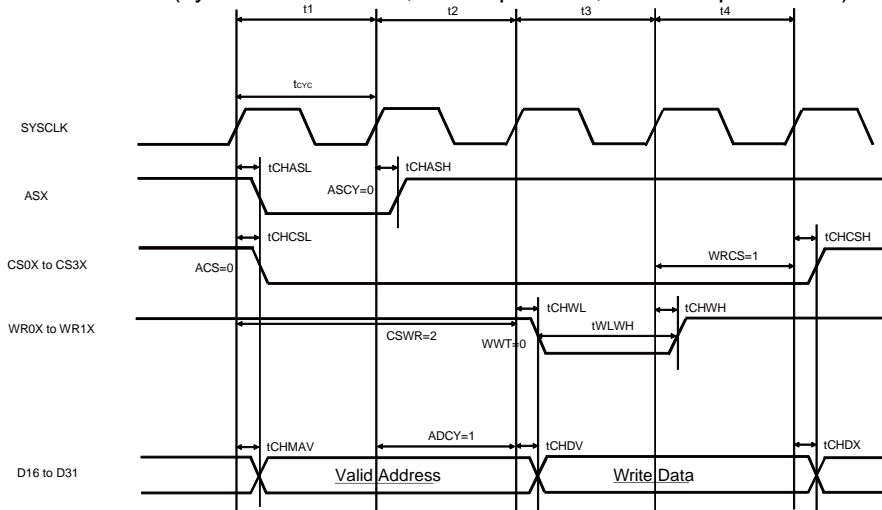 t1 t2 t3 t4
tCYC
SYSCLK
tCHASL tCHASH
ASCY=0
ASX
tCHCSL tCHCSH
WRCS=1
CS0X to CS3X
ACS=0
tCHWL tCHWH
WR0X to WR1X
tWLWH
CSWR=2
WWT=0
ADCY=1
tCHMAV tCHDV tCHDX
D16 to D31
Valid Address Write Data